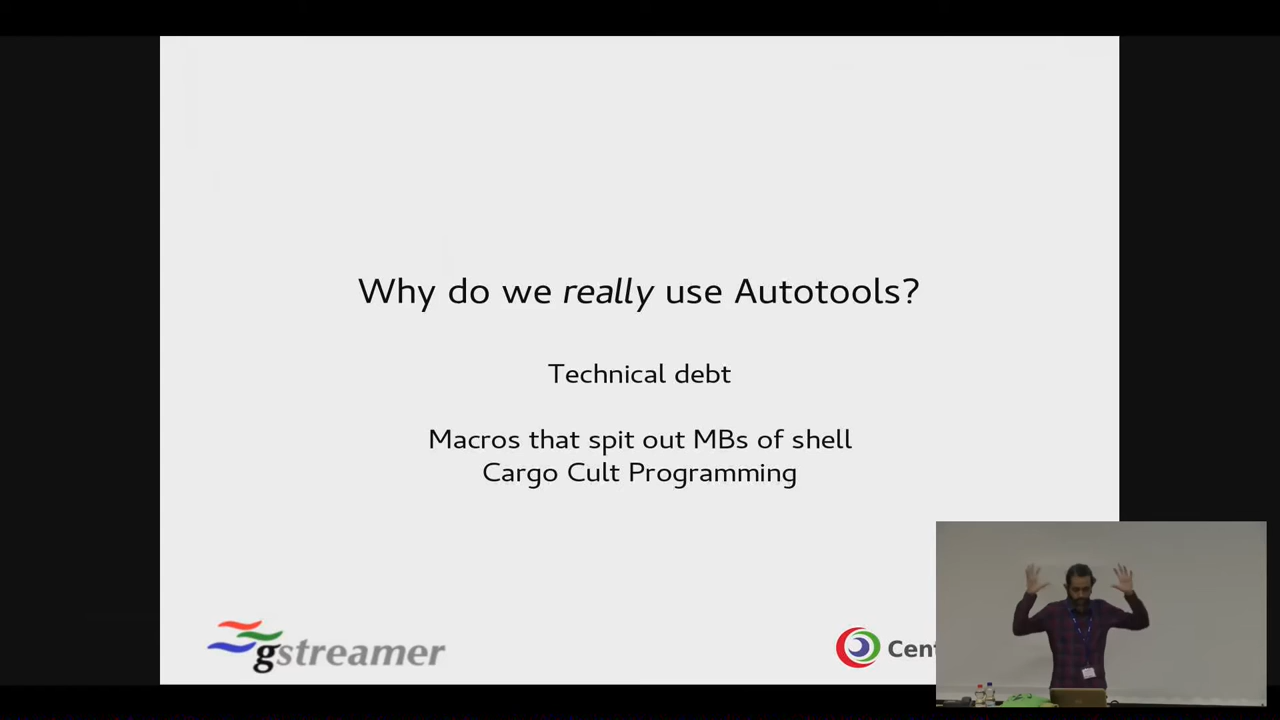 Why do we really use Autotools?
Technical debt
Macros that spit out MBs of shell
Cargo Cult Programming
gstreamer
Cent